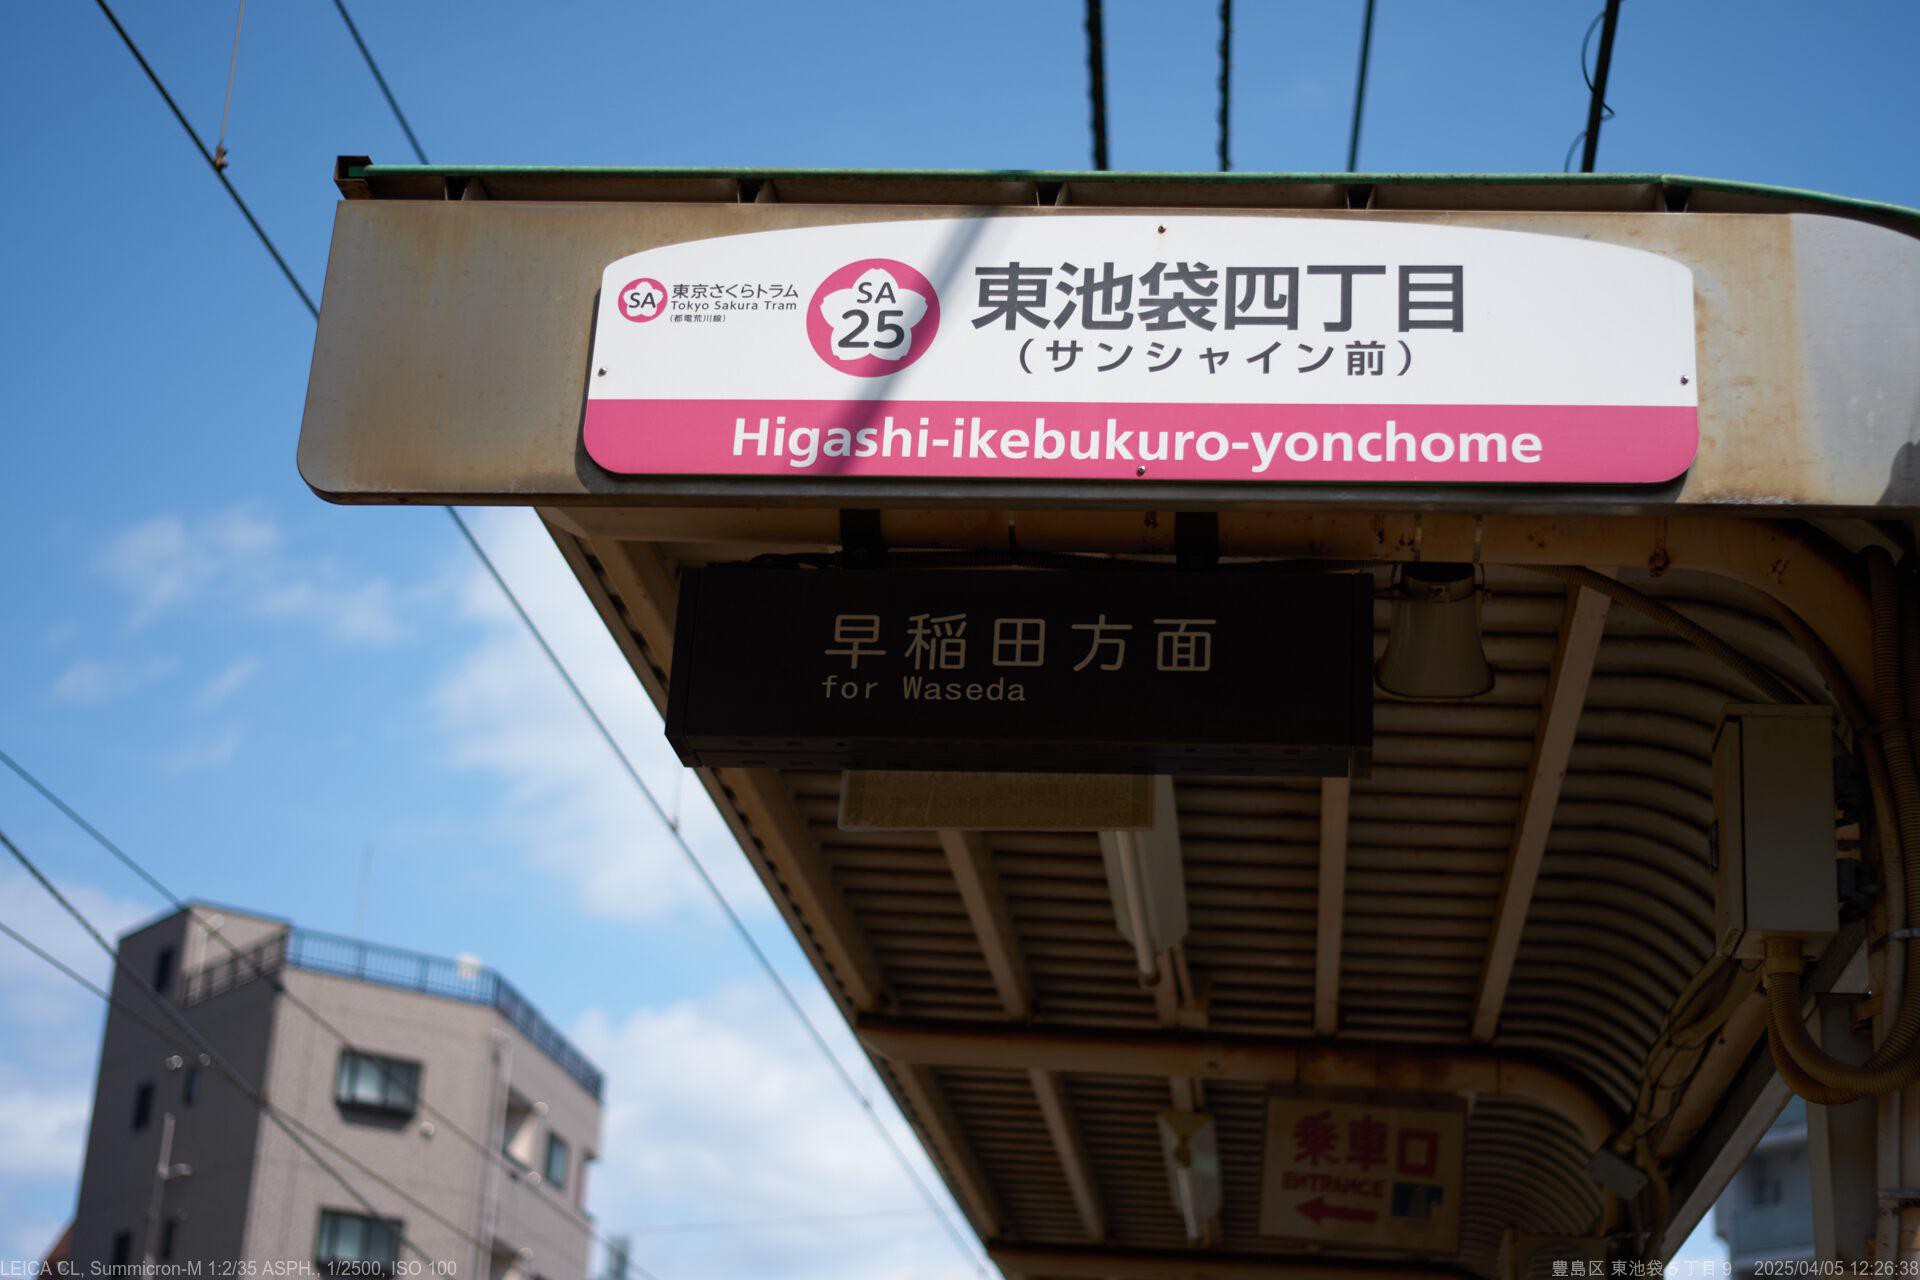 SA
東京さくらトラム
Tokyo Sakura Tram
(都電荒川線)
SA
25
東池袋四丁目
(サンシャイン前)
Higashi-ikebukuro-yonchome
早稲田方面
for Waseda
乗車口
ENTRANCE
LEICA CL, Summicron-M 1:2/35 ASPH., 1/2500, ISO 100
豊島区 東池袋 5 丁目 9 2025/04/05 12:26:38